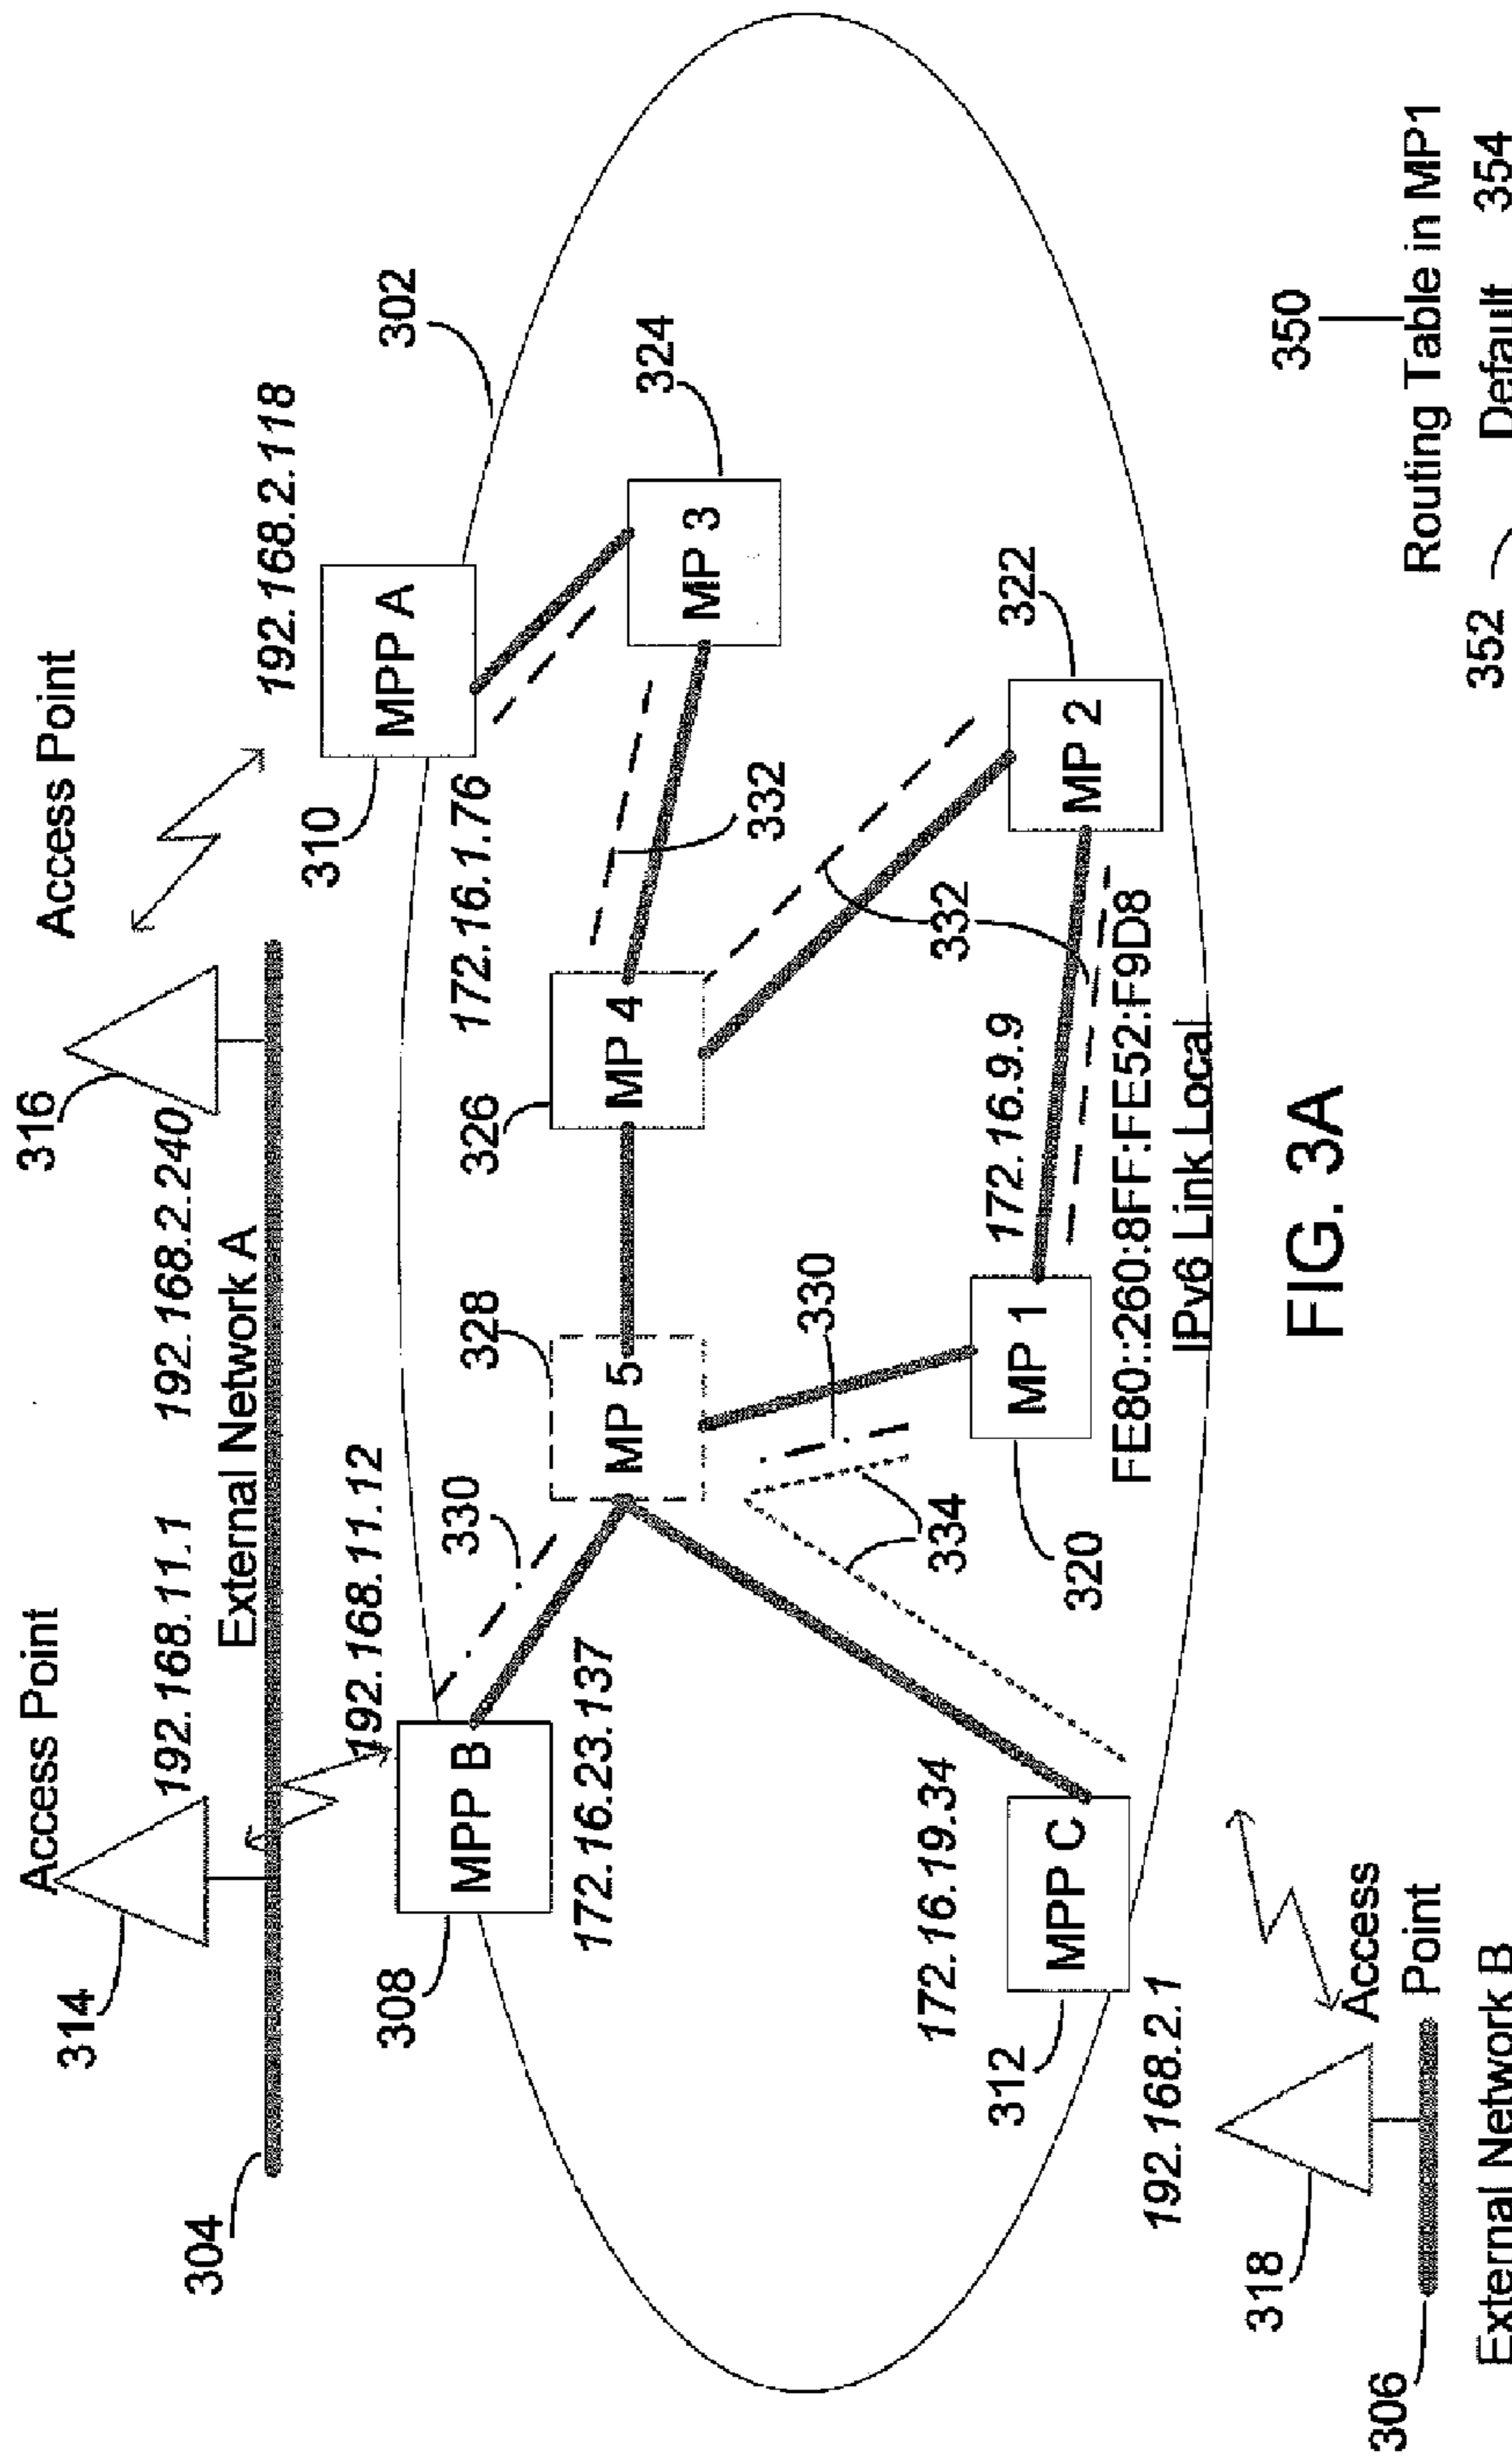 Access Point
Access Point
314
316
192.168.11.1
192.168.2.240
304
External Network A
192.168.2.118
192.168.11.12
308
310
MPP B
MPP A
302
330
172.16.1.76
328
326
172.16.23.137
MP 5
MP 4
MP 3
324
332
330
334
332
172.16.19.34
172.16.9.9
312
MPP C
320
MP 1
MP 2
322
FE80::260:8FF:FE52:F9D8
192.168.2.1
IPv6 Link Local
318
Access
Point
FIG. 3A
350
306
Routing Table in MP1
External Network B
352
Default
354